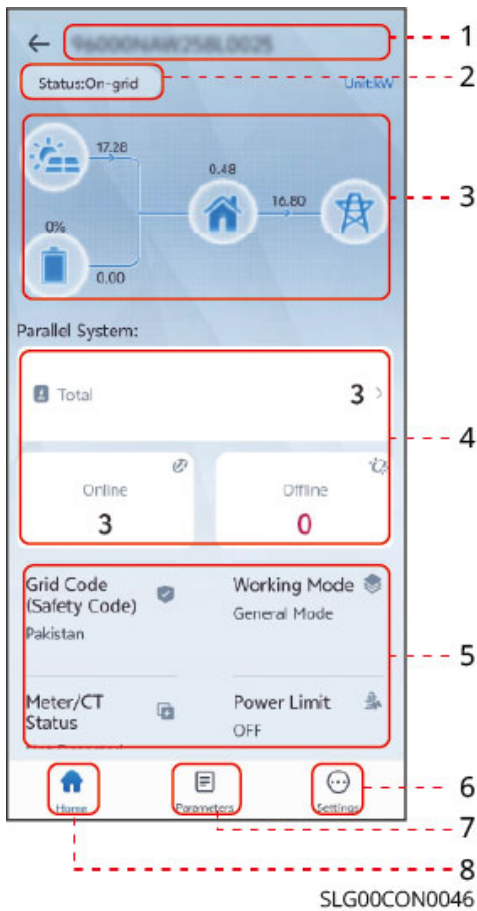 1
Status:On-grid
2
Unit:kW
17.28
0.48
16.80
3
0%
0.00
Parallel System:
Total
3
4
Online
3
Offline
0
Grid Code
(Safety Code)
Pakistan
Working Mode
General Mode
5
Meter/CT
Status
Power Limit
OFF
Home
Parameters
Settings
6
7
8
SLG00CON0046